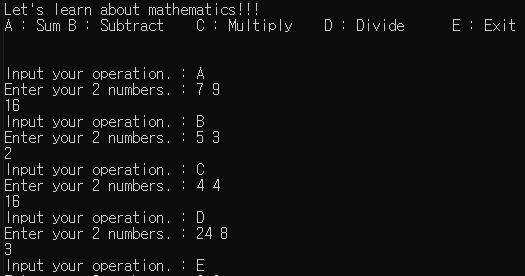 Let's learn about mathematics!!!
A : Sum B : Subtract C : Multiply D : Divide E : Exit
Input your operation. : A
Enter your 2 numbers. : 7 9
16
Input your operation. : B
Enter your 2 numbers. : 5 3
2
Input your operation. : C
Enter your 2 numbers. : 4 4
16
Input your operation. : D
Enter your 2 numbers. : 24 8
3
Input your operation. : E